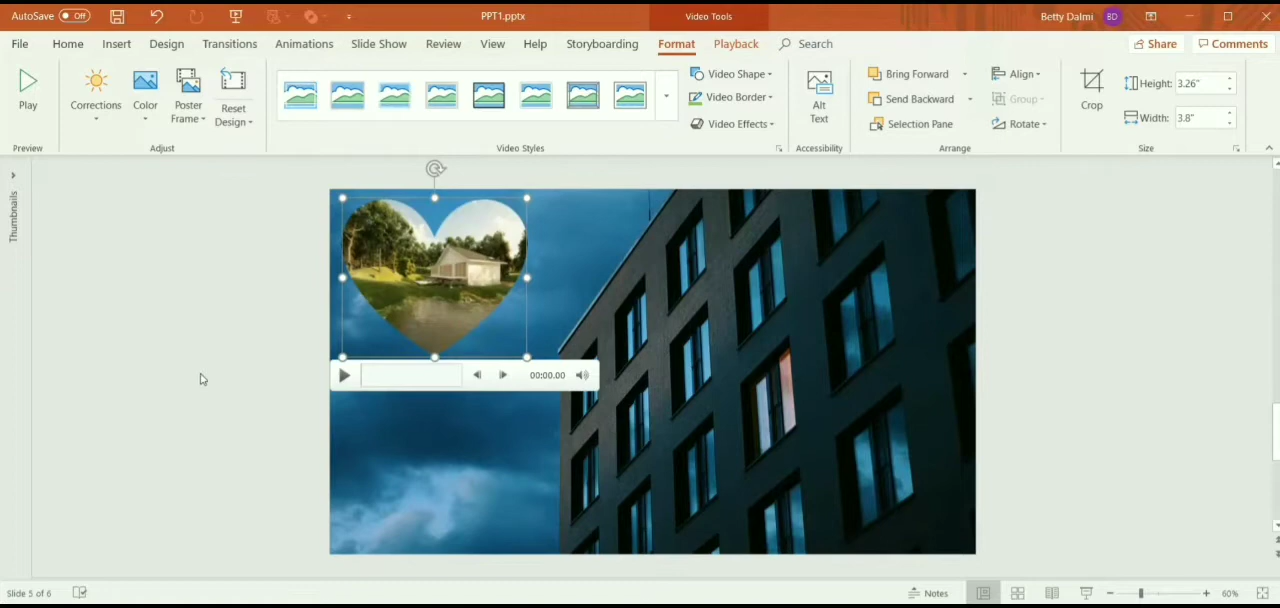 AutoSave Off PPT1.pptx Video Tools Betty Dalmi BD
File Home Insert Design Transitions Animations Slide Show Review View Help Storyboarding Format Playback Search Share Comments
Play
Corrections
Color
Poster
Frame
Reset
Design
Video Shape
Video Border
Video Effects
Alt
Text
Bring Forward
Send Backward
Selection Pane
Align
Group
Rotate
Crop
Height: 3.26"
Width: 3.8"
Preview Adjust Video Styles Accessibility Arrange Size
Thumbnails
00:00.00
Slide 5 of 6 Notes 60%